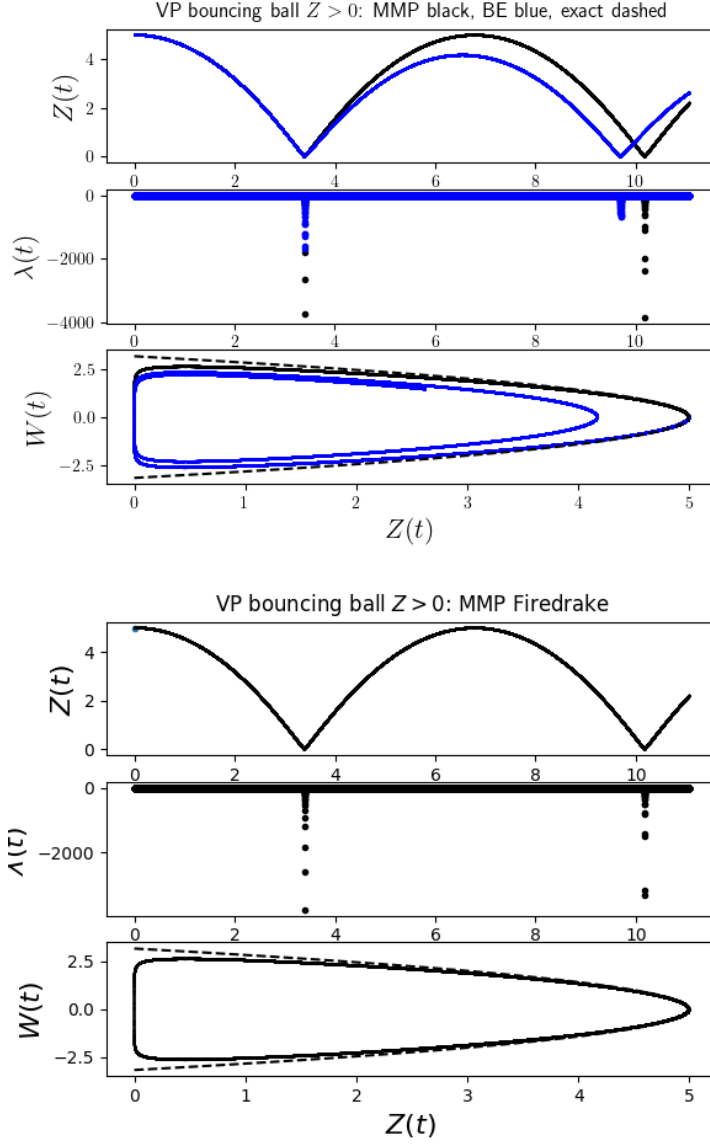 VP bouncing ball Z > 0: MMP black, BE blue, exact dashed
Z(t)
4
2
0
0 2 4 6 8 10
λ(t)
0
−2000
−4000
0 2 4 6 8 10
W(t)
2.5
0.0
−2.5
0 1 2 3 4 5
Z(t)
VP bouncing ball Z > 0: MMP Firedrake
Z(t)
4
2
0
0 2 4 6 8 10
Λ(t)
0
−2000
0 2 4 6 8 10
W(t)
2.5
0.0
−2.5
0 1 2 3 4 5
Z(t)